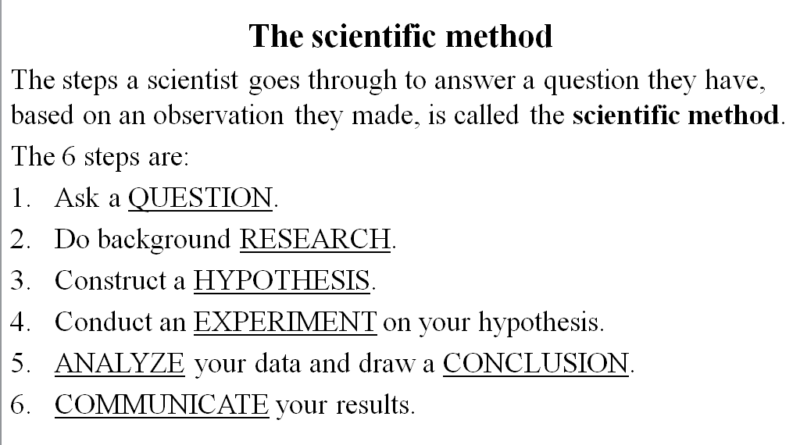 The scientific method
The steps a scientist goes through to answer a question they have,
based on an observation they made, is called the scientific method.
The 6 steps are:
1. Ask a QUESTION.
2. Do background RESEARCH.
3. Construct a HYPOTHESIS.
4. Conduct an EXPERIMENT on your hypothesis.
5. ANALYZE your data and draw a CONCLUSION.
6. COMMUNICATE your results.